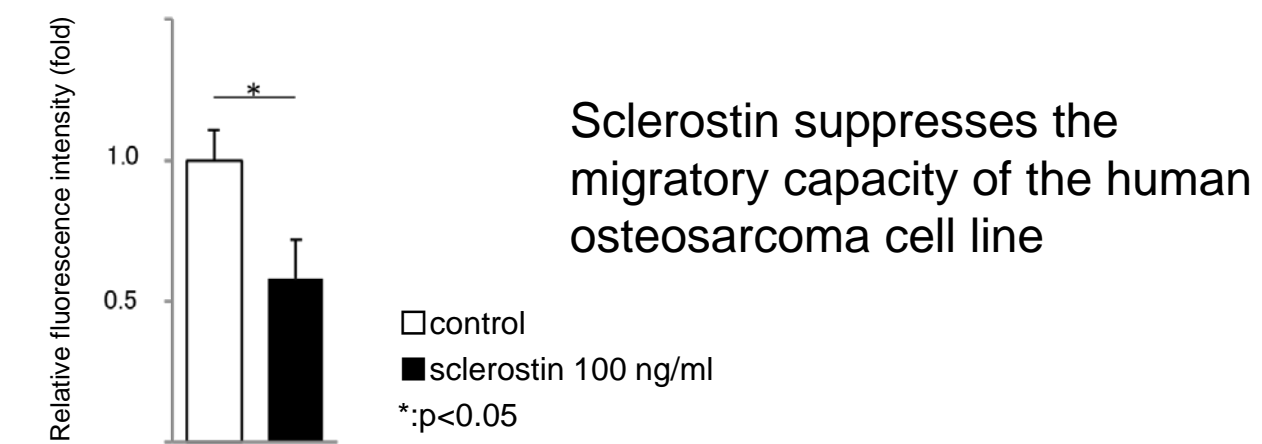 Relative fluorescence intensity (fold)
*
1.0
0.5
Sclerostin suppresses the
migratory capacity of the human
osteosarcoma cell line
□control
■sclerostin 100 ng/ml
*:p<0.05